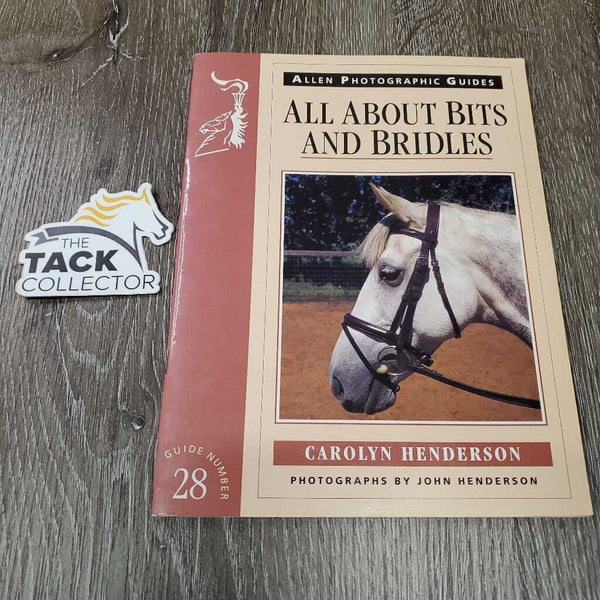 THE
TACK
COLLECTOR
ALLEN PHOTOGRAPHIC GUIDES
ALL ABOUT BITS
AND BRIDLES
CAROLYN HENDERSON
PHOTOGRAPHS BY JOHN HENDERSON
GUIDE NUMBER
28